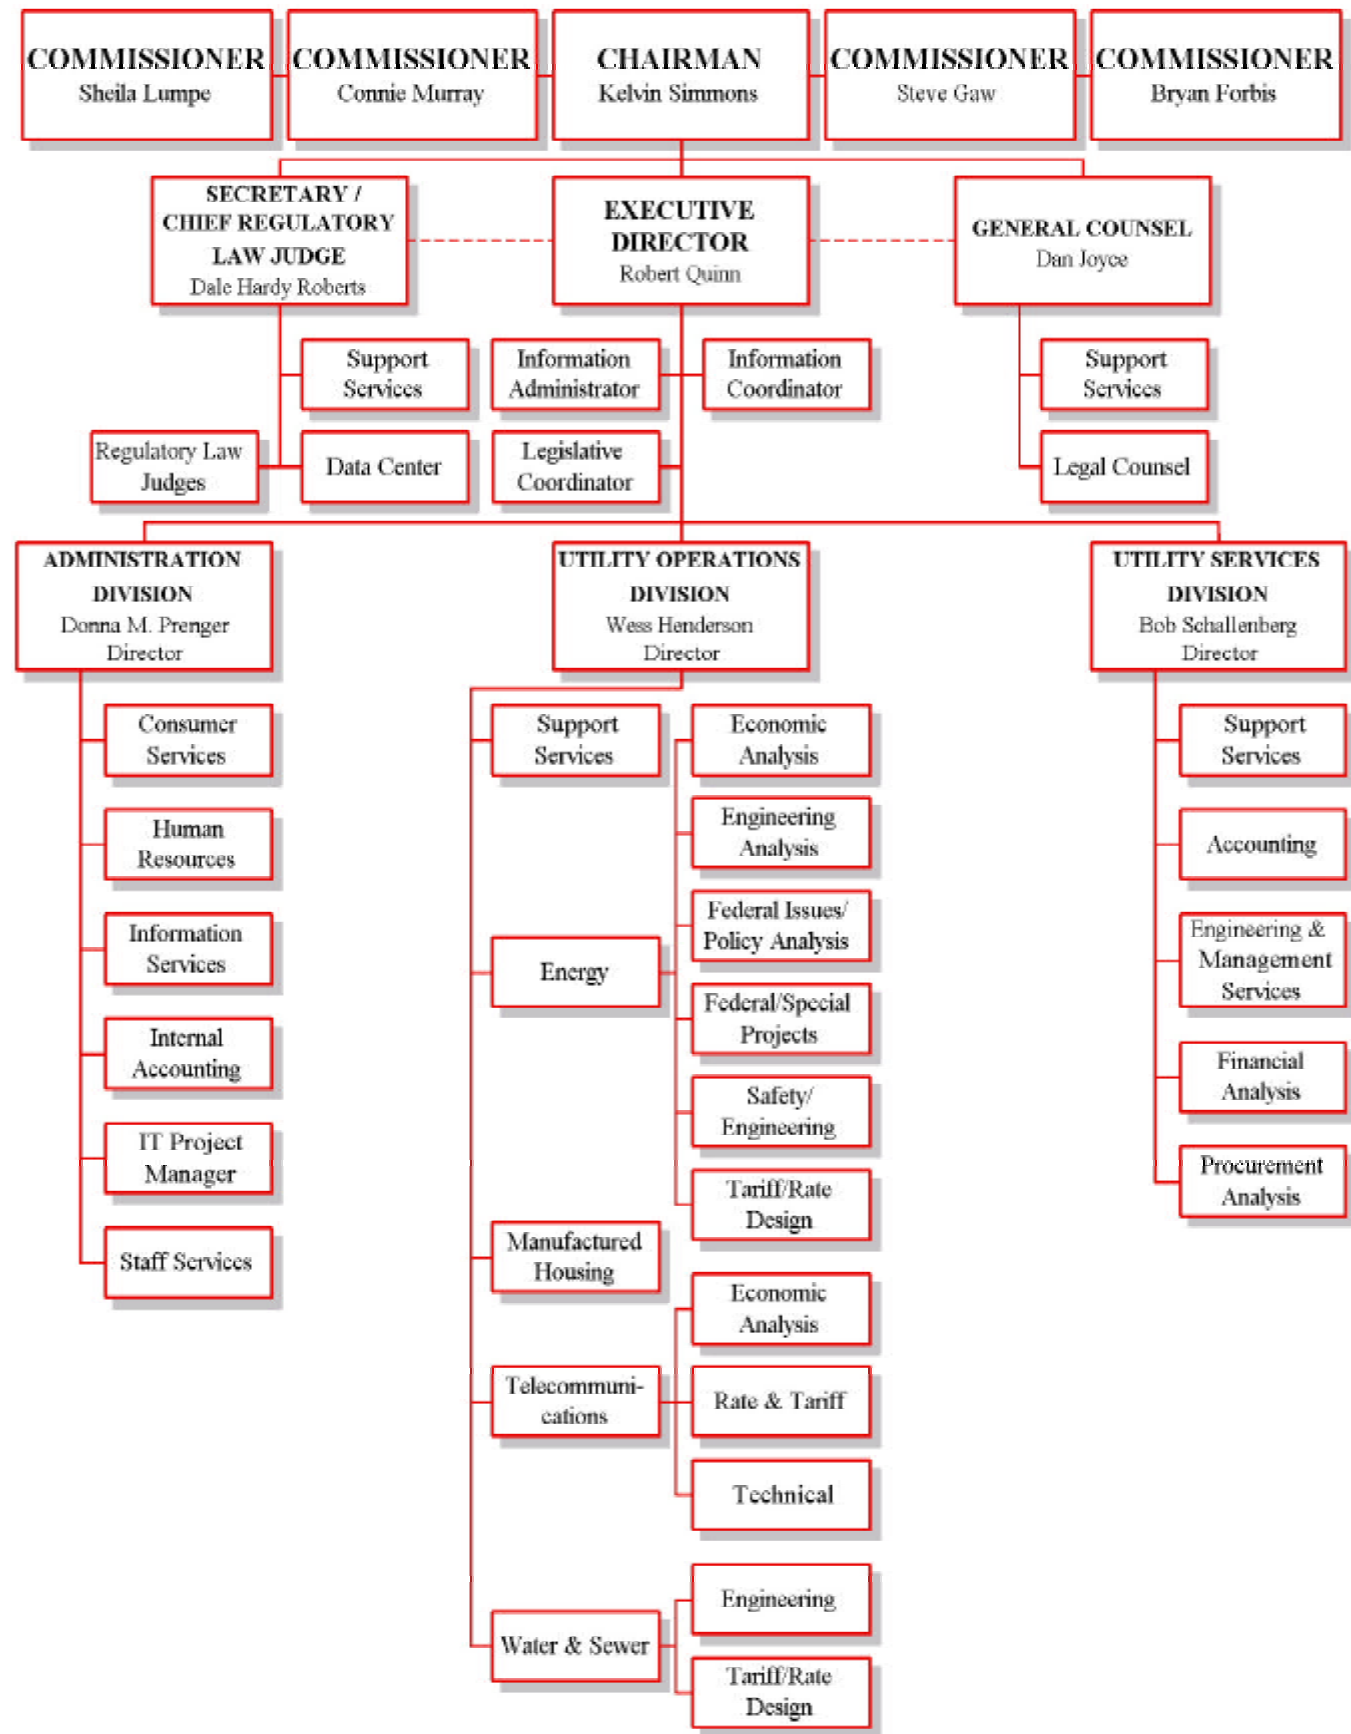 COMMISSIONER
Sheila Lumpe
COMMISSIONER
Connie Murray
CHAIRMAN
Kelvin Simmons
COMMISSIONER
Steve Gaw
COMMISSIONER
Bryan Forbis
SECRETARY /
CHIEF REGULATORY
LAW JUDGE
Dale Hardy Roberts
EXECUTIVE
DIRECTOR
Robert Quinn
GENERAL COUNSEL
Dan Joyce
Support
Services
Regulatory Law
Judges
Data Center
Information
Administrator
Information
Coordinator
Legislative
Coordinator
Support
Services
Legal Counsel
ADMINISTRATION
DIVISION
Donna M. Prenger
Director
UTILITY OPERATIONS
DIVISION
Wess Henderson
Director
UTILITY SERVICES
DIVISION
Bob Schallenberg
Director
Consumer
Services
Human
Resources
Information
Services
Internal
Accounting
IT Project
Manager
Staff Services
Support
Services
Energy
Economic
Analysis
Engineering
Analysis
Federal Issues/
Policy Analysis
Federal/Special
Projects
Safety/
Engineering
Tariff/Rate
Design
Manufactured
Housing
Telecommuni-
cations
Economic
Analysis
Rate & Tariff
Technical
Water & Sewer
Engineering
Tariff/Rate
Design
Support
Services
Accounting
Engineering &
Management
Services
Financial
Analysis
Procurement
Analysis